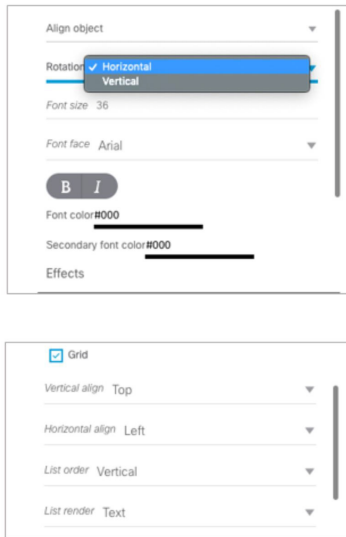 Align object
Rotation ✓ Horizontal
Vertical
Font size 36
Font face Arial
B I
Font color#000
Secondary font color#000
Effects
Grid
Vertical align Top
Horizontal align Left
List order Vertical
List render Text